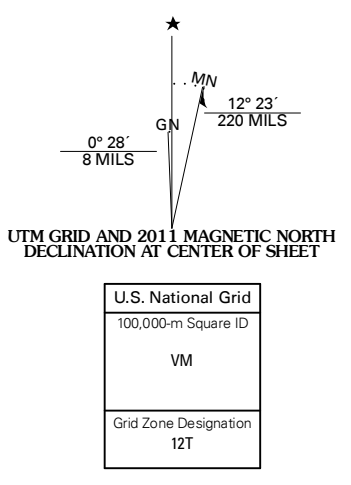 MN
GN
12° 23´
220 MILS
0° 28´
8 MILS
UTM GRID AND 2011 MAGNETIC NORTH
DECLINATION AT CENTER OF SHEET
U.S. National Grid
100,000-m Square ID
VM
Grid Zone Designation
12T